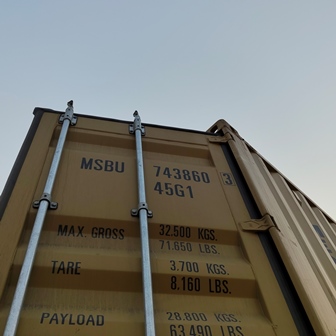 MSBU 743860 3
45G1
MAX. GROSS 32.500 KGS.
71.650 LBS.
TARE 3.700 KGS.
8.160 LBS.
PAYLOAD 28.800 KGS.
63.490 LBS.